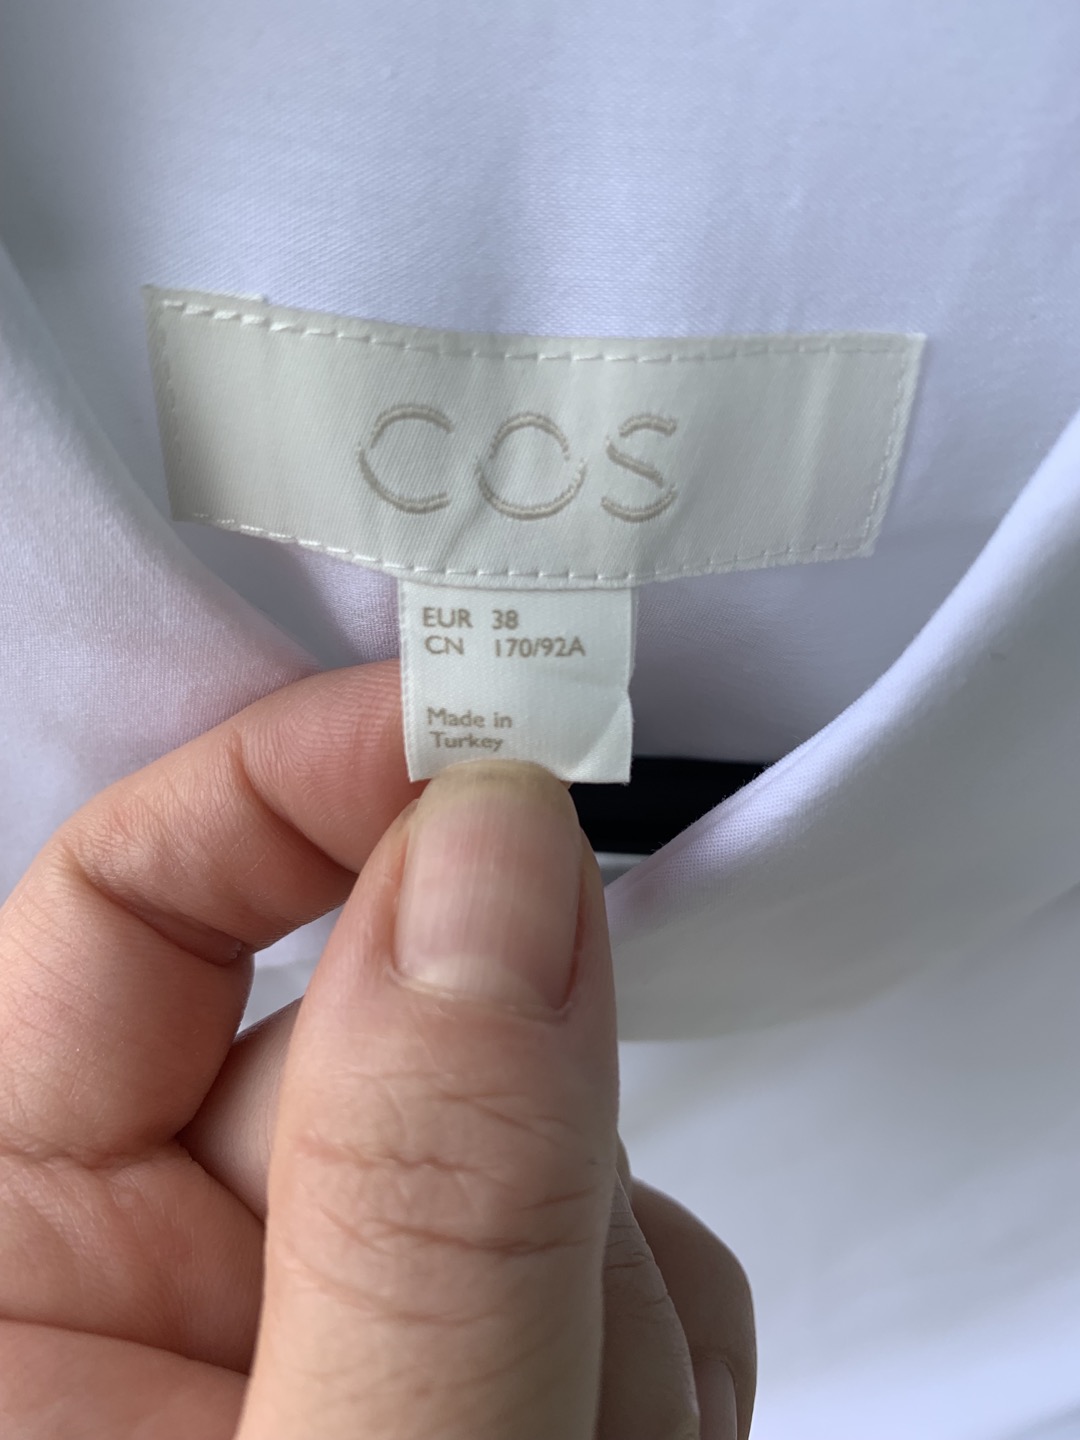 COS
EUR 38
CN 170/92A
Made in
Turkey